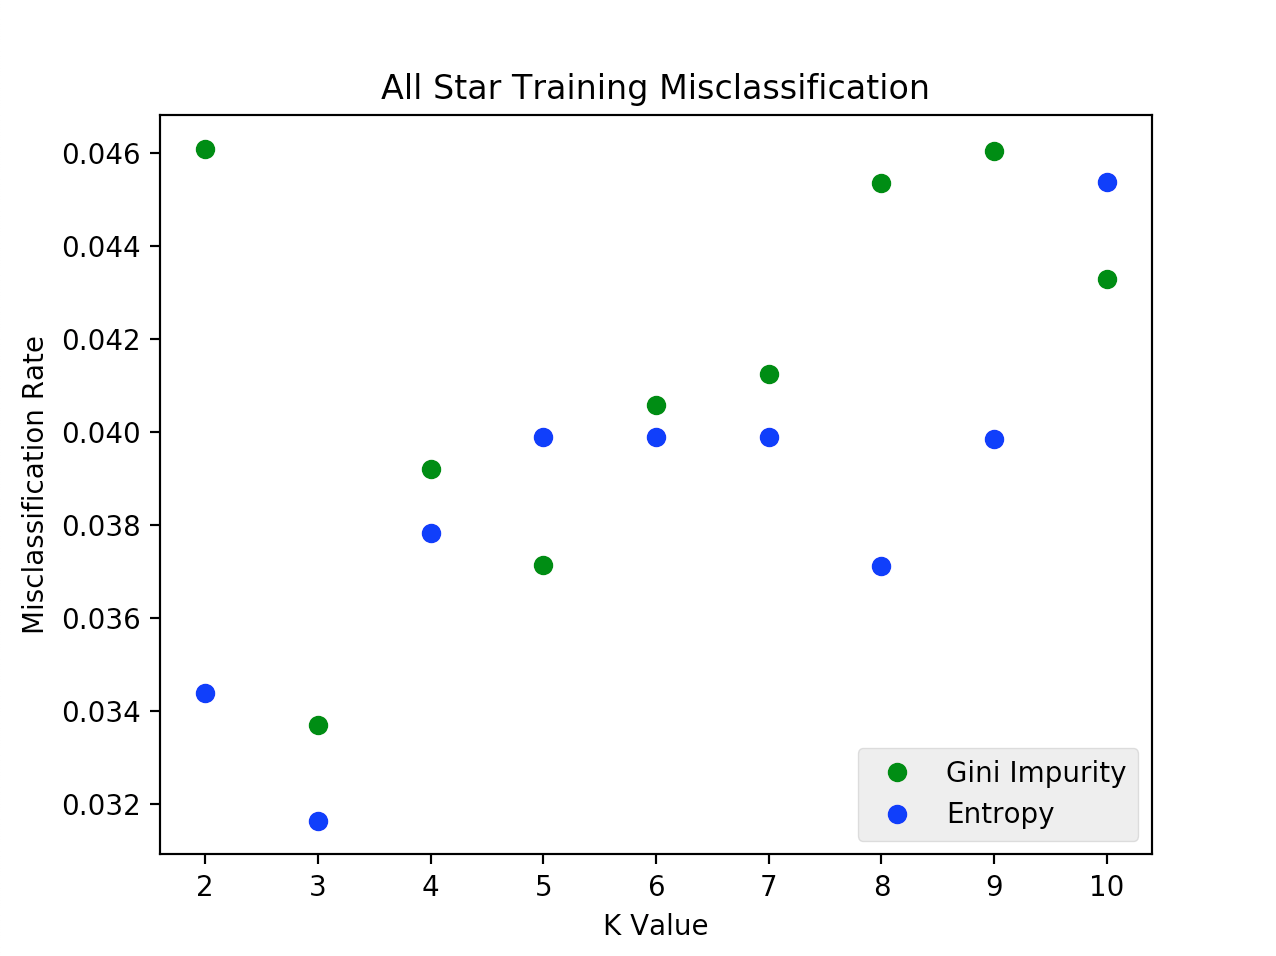 All Star Training Misclassification
0.046
0.044
0.042
0.040
0.038
0.036
0.034
0.032
Misclassification Rate
Gini Impurity
Entropy
2 3 4 5 6 7 8 9 10
K Value